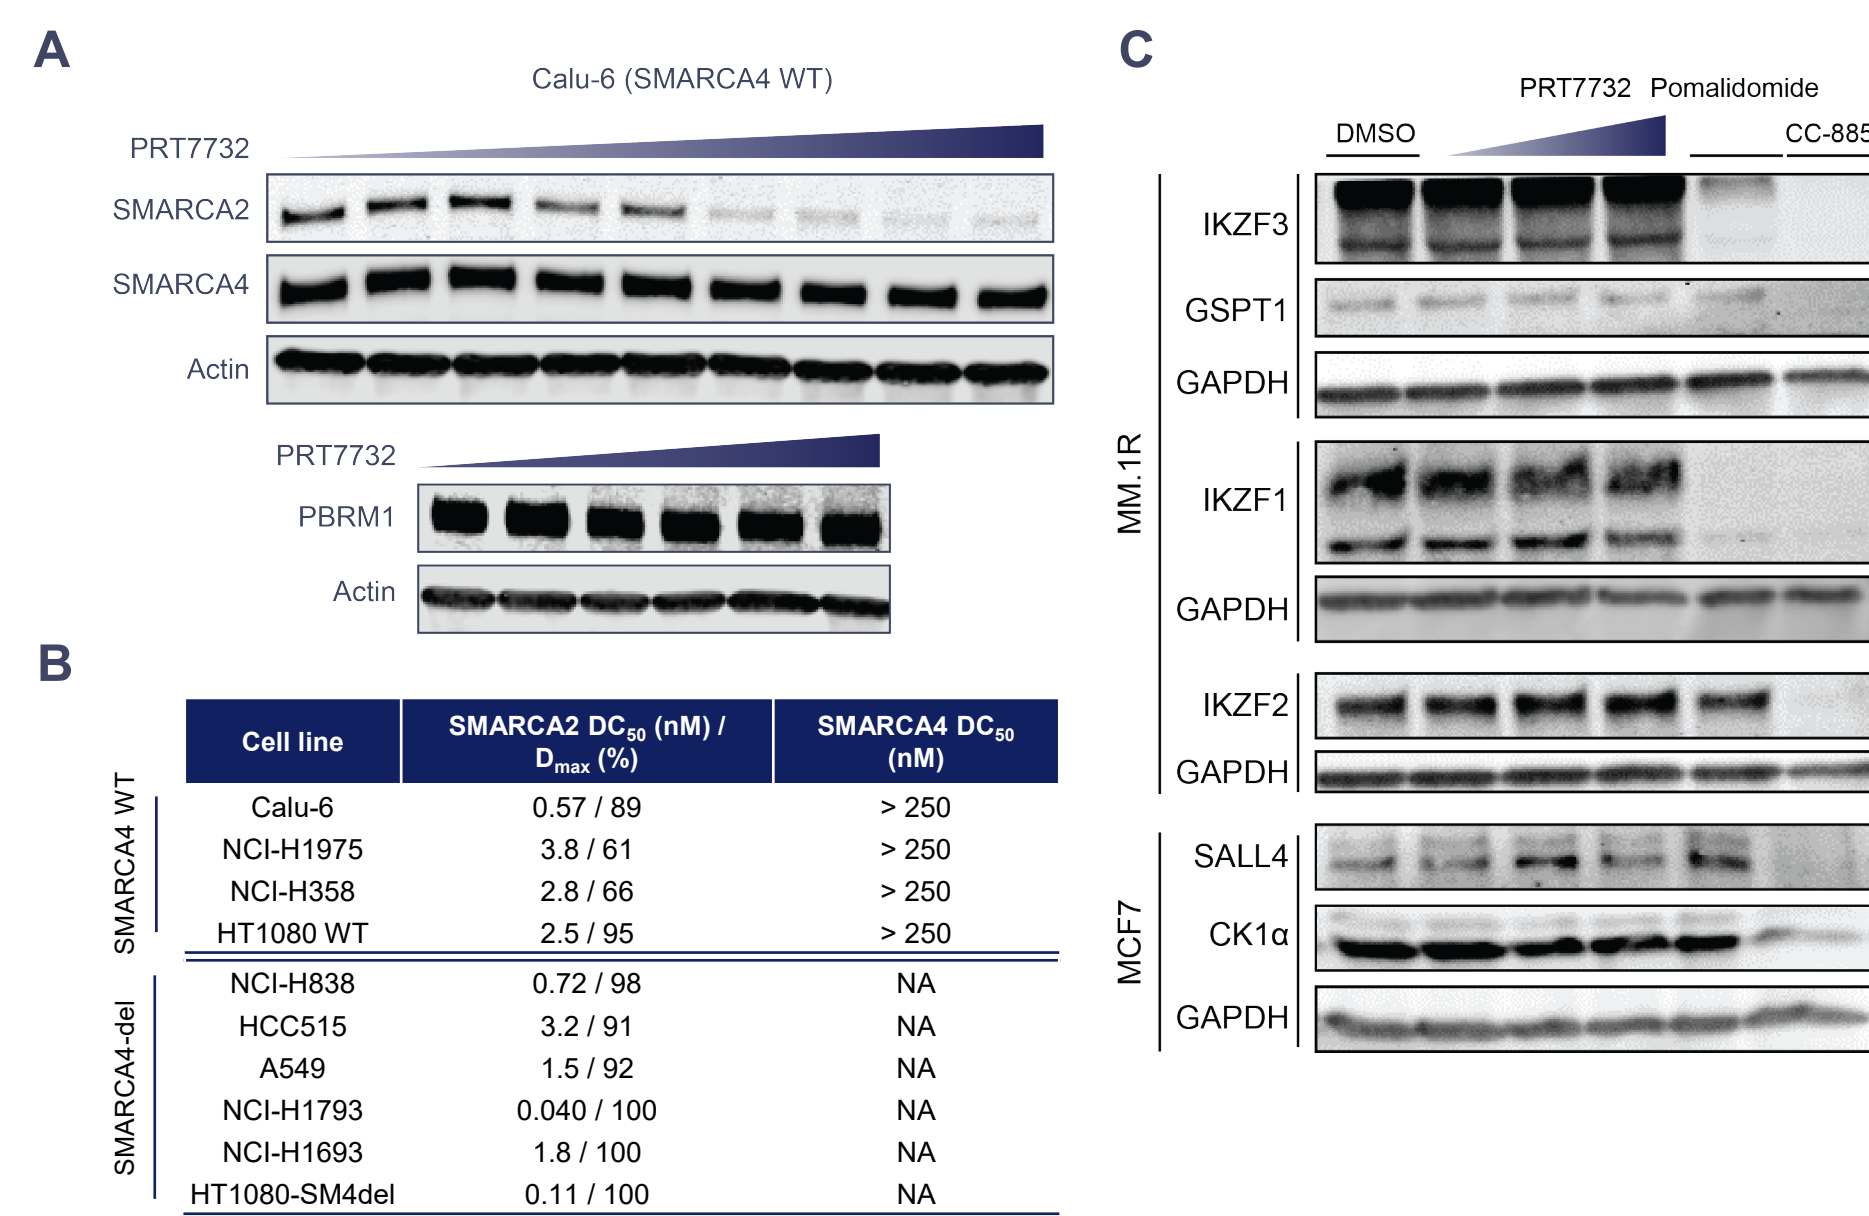 A
Calu-6 (SMARCA4 WT)
PRT7732
SMARCA2
SMARCA4
Actin
PRT7732
PBRM1
Actin
B
Cell line
SMARCA2 DC50 (nM) /
Dmax (%)
SMARCA4 DC50
(nM)
SMARCA4 WT
Calu-6 0.57 / 89 > 250
NCI-H1975 3.8 / 61 > 250
NCI-H358 2.8 / 66 > 250
HT1080 WT 2.5 / 95 > 250
SMARCA4-del
NCI-H838 0.72 / 98 NA
HCC515 3.2 / 91 NA
A549 1.5 / 92 NA
NCI-H1793 0.040 / 100 NA
NCI-H1693 1.8 / 100 NA
HT1080-SM4del 0.11 / 100 NA
C
PRT7732 Pomalidomide
DMSO CC-885
MM.1R
IKZF3
GSPT1
GAPDH
IKZF1
GAPDH
IKZF2
GAPDH
MCF7
SALL4
CK1α
GAPDH